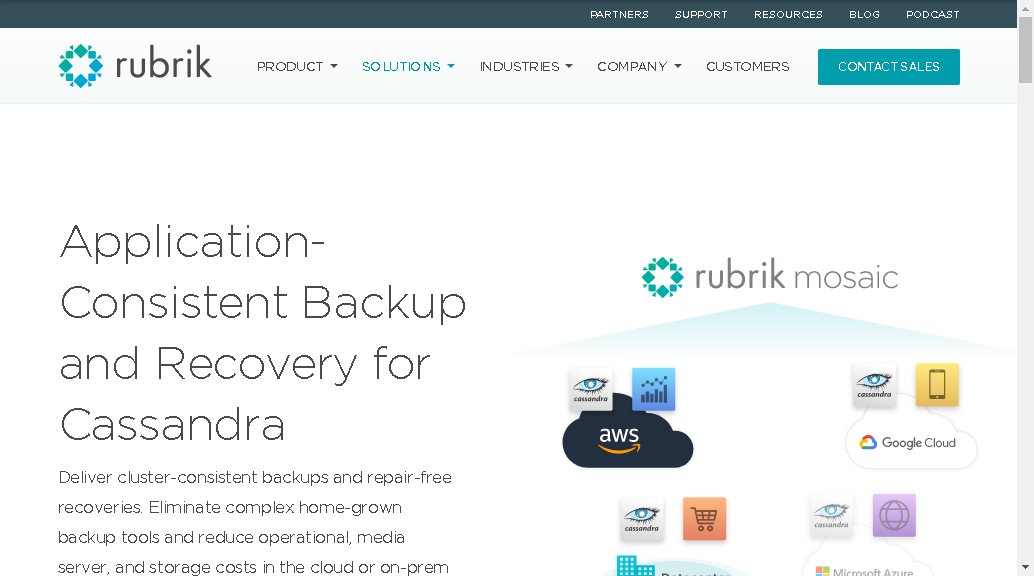 PARTNERS SUPPORT RESOURCES BLOG PODCAST
rubrik PRODUCT SOLUTIONS INDUSTRIES COMPANY CUSTOMERS CONTACT SALES
Application-
Consistent Backup
and Recovery for
Cassandra
Deliver cluster-consistent backups and repair-free
recoveries. Eliminate complex home-grown
backup tools and reduce operational, media
server, and storage costs in the cloud or on-prem
rubrik mosaic
cassandra
aws
cassandra
Google Cloud
cassandra
Datacenter
cassandra
Microsoft Azure